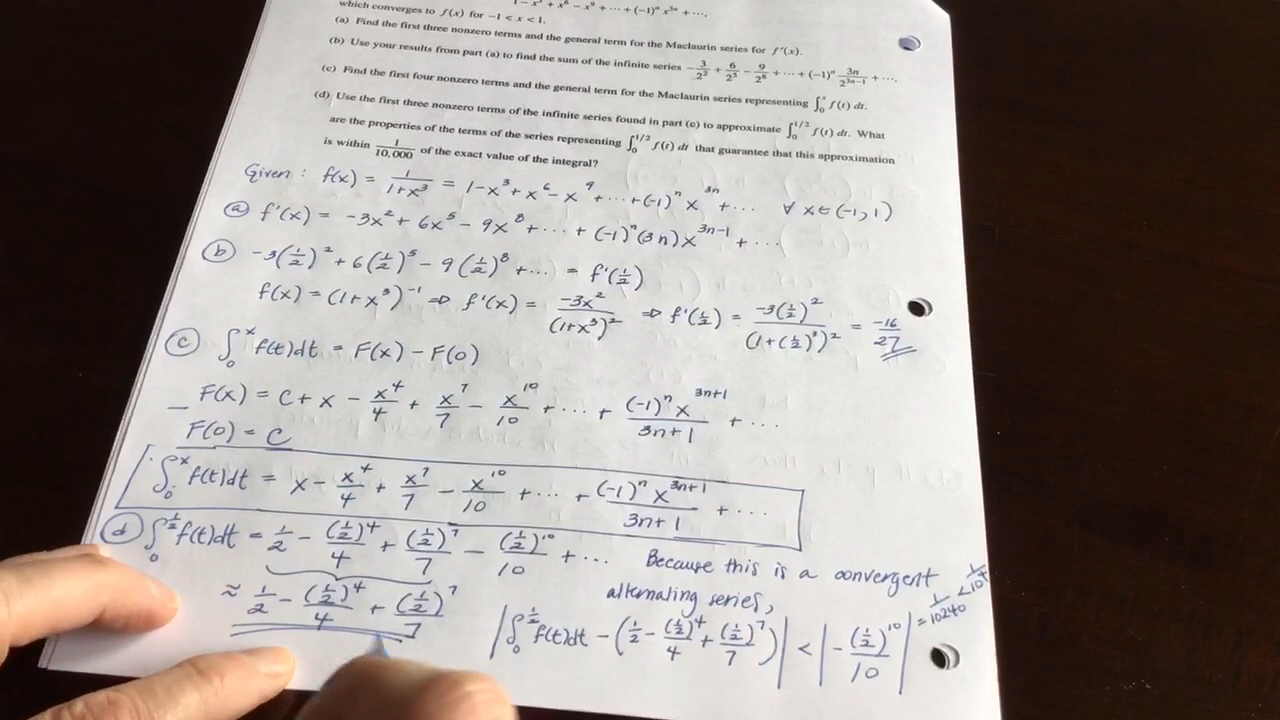 1 − x³ + x⁶ − x⁹ + ⋯ + (−1)ⁿ x³ⁿ + ⋯,
which converges to f(x) for −1 < x < 1.
(a) Find the first three nonzero terms and the general term for the Maclaurin series for f′(x).
(b) Use your results from part (a) to find the sum of the infinite series −3/2² + 6/2⁵ − 9/2⁸ + ⋯ + (−1)ⁿ 3n/2³ⁿ⁻¹ + ⋯.
(c) Find the first four nonzero terms and the general term for the Maclaurin series representing ∫₀ˣ f(t) dt.
(d) Use the first three nonzero terms of the infinite series found in part (c) to approximate ∫₀^(1/2) f(t) dt. What
are the properties of the terms of the series representing ∫₀^(1/2) f(t) dt that guarantee that this approximation
is within 1/10,000 of the exact value of the integral?
Given : f(x) = 1/(1+x³) = 1−x³+x⁶−x⁹+⋯+(−1)ⁿ x³ⁿ+⋯ ∀ x∈(−1,1)
(a) f'(x) = −3x²+6x⁵−9x⁸+⋯+(−1)ⁿ(3n)x³ⁿ⁻¹+⋯
(b) −3(1/2)²+6(1/2)⁵−9(1/2)⁸+⋯ = f'(1/2)
f(x)=(1+x³)⁻¹ ⇒ f'(x) = −3x²/(1+x³)² ⇒ f'(1/2) = −3(1/2)²/(1+(1/2)³)² = −16/27
(c) ∫₀ˣ f(t)dt = F(x) − F(0)
F(x) = C + x − x⁴/4 + x⁷/7 − x¹⁰/10 + ⋯ + (−1)ⁿx³ⁿ⁺¹/(3n+1) + ⋯
− F(0) = C
∫₀ˣ f(t)dt = x − x⁴/4 + x⁷/7 − x¹⁰/10 + ⋯ + (−1)ⁿx³ⁿ⁺¹/(3n+1) + ⋯
(d) ∫₀^(1/2) f(t)dt = 1/2 − (1/2)⁴/4 + (1/2)⁷/7 − (1/2)¹⁰/10 + ⋯
≈ 1/2 − (1/2)⁴/4 + (1/2)⁷/7
Because this is a convergent
alternating series,
|∫₀^(1/2) f(t)dt − (1/2 − (1/2)⁴/4 + (1/2)⁷/7)| < |−(1/2)¹⁰/10| = 1/10240 < 1/10⁴